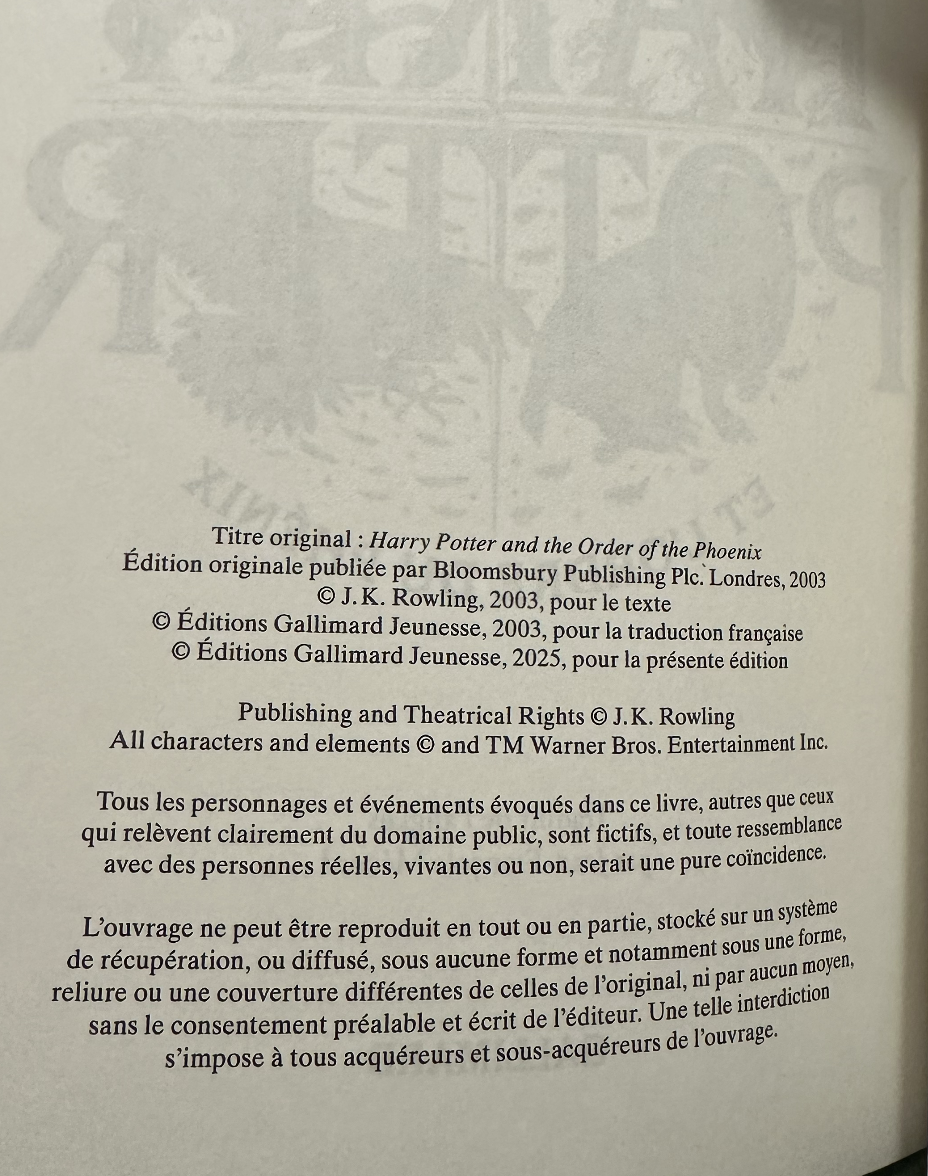 Titre original : Harry Potter and the Order of the Phoenix
Édition originale publiée par Bloomsbury Publishing Plc. Londres, 2003
© J.K. Rowling, 2003, pour le texte
© Éditions Gallimard Jeunesse, 2003, pour la traduction française
© Éditions Gallimard Jeunesse, 2025, pour la présente édition
Publishing and Theatrical Rights © J.K. Rowling
All characters and elements © and TM Warner Bros. Entertainment Inc.
Tous les personnages et événements évoqués dans ce livre, autres que ceux
qui relèvent clairement du domaine public, sont fictifs, et toute ressemblance
avec des personnes réelles, vivantes ou non, serait une pure coïncidence.
L'ouvrage ne peut être reproduit en tout ou en partie, stocké sur un système
de récupération, ou diffusé, sous aucune forme et notamment sous une forme,
reliure ou une couverture différentes de celles de l'original, ni par aucun moyen,
sans le consentement préalable et écrit de l'éditeur. Une telle interdiction
s'impose à tous acquéreurs et sous-acquéreurs de l'ouvrage.